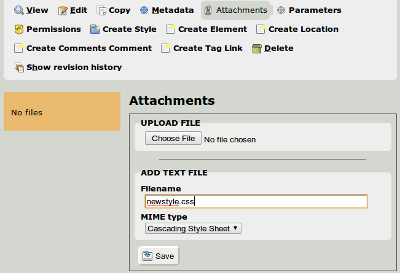 View Edit Copy Metadata Attachments Parameters
Permissions Create Style Create Element Create Location
Create Comments Comment Create Tag Link Delete
Show revision history
No files
Attachments
UPLOAD FILE
Choose File No file chosen
ADD TEXT FILE
Filename
newstyle.css
MIME type
Cascading Style Sheet
Save